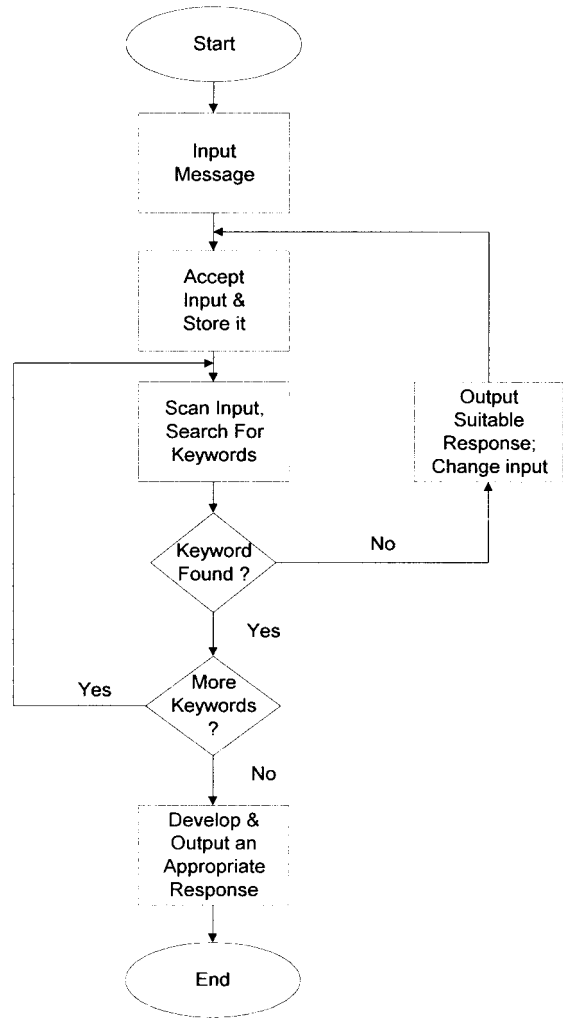 Start
Input
Message
Accept
Input &
Store it
Scan Input,
Search For
Keywords
Output
Suitable
Response;
Change input
Keyword
Found ?
No
Yes
More
Keywords
?
Yes
No
Develop &
Output an
Appropriate
Response
End